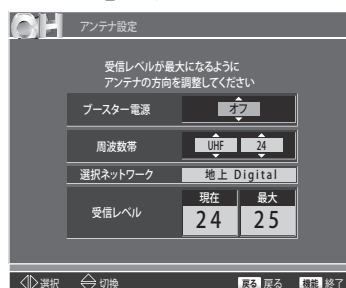 CH アンテナ設定
受信レベルが最大になるように
アンテナの方向を調整してください
ブースター電源 オフ
周波数帯 UHF 24
選択ネットワーク 地上 Digital
現在 最大
受信レベル 24 25
選択 切換 戻る 戻る 機能 終了